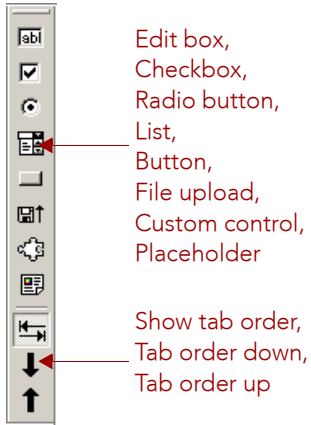 abl
Edit box,
Checkbox,
Radio button,
List,
Button,
File upload,
Custom control,
Placeholder
Show tab order,
Tab order down,
Tab order up